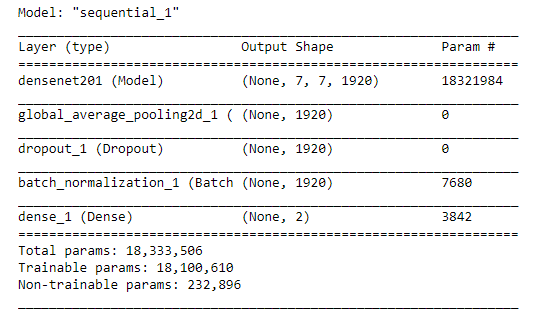 Model: "sequential_1"
_________________________________________________________________
Layer (type)                 Output Shape              Param #
=================================================================
densenet201 (Model)          (None, 7, 7, 1920)        18321984
_________________________________________________________________
global_average_pooling2d_1 ( (None, 1920)              0
_________________________________________________________________
dropout_1 (Dropout)          (None, 1920)              0
_________________________________________________________________
batch_normalization_1 (Batch (None, 1920)              7680
_________________________________________________________________
dense_1 (Dense)              (None, 2)                 3842
=================================================================
Total params: 18,333,506
Trainable params: 18,100,610
Non-trainable params: 232,896
_________________________________________________________________